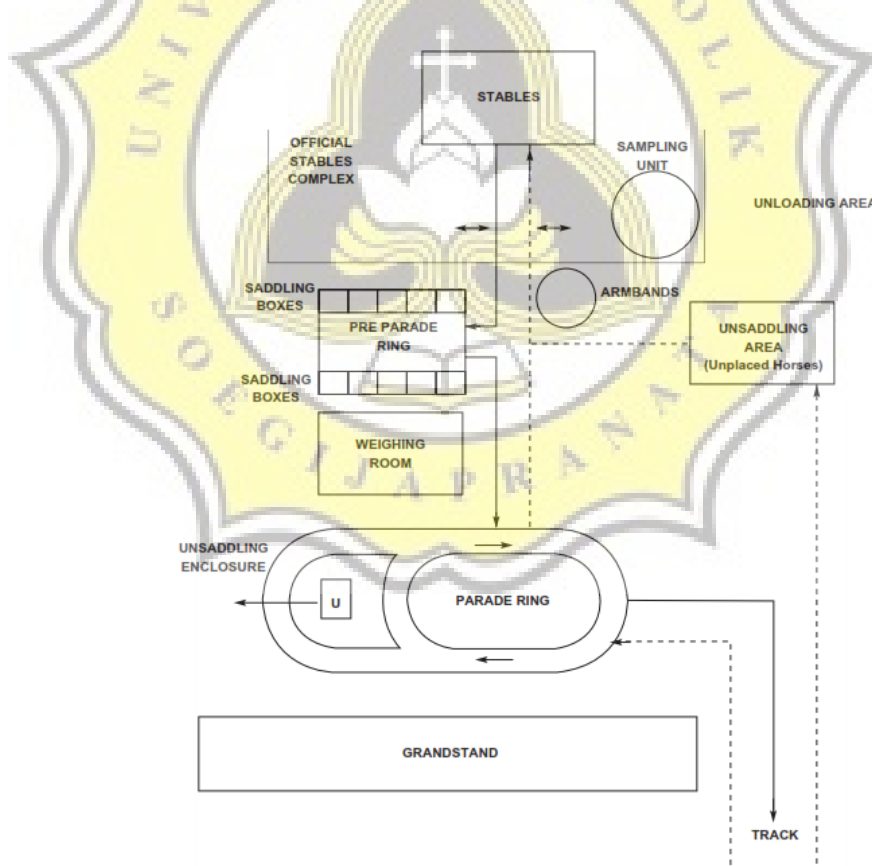 STABLES
OFFICIAL
STABLES
COMPLEX
SAMPLING
UNIT
UNLOADING AREA
SADDLING
BOXES
ARMBANDS
PRE PARADE
RING
UNSADDLING
AREA
(Unplaced Horses)
SADDLING
BOXES
WEIGHING
ROOM
UNSADDLING
ENCLOSURE
U
PARADE RING
GRANDSTAND
TRACK
SOEGIJAPRANATA